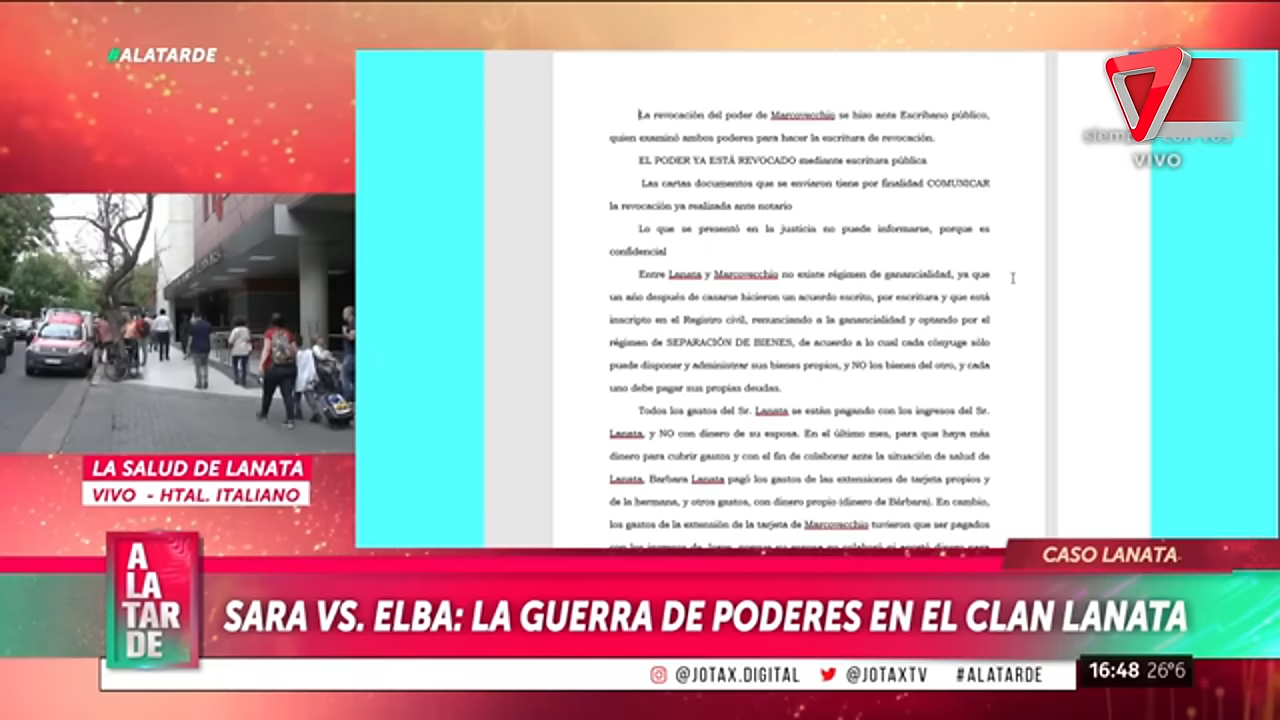 #ALATARDE
La revocación del poder de Marcovecchio se hizo ante Escribano público,
quien examinó ambos poderes para hacer la escritura de revocación.
EL PODER YA ESTÁ REVOCADO mediante escritura pública
Las cartas documentos que se enviaron tiene por finalidad COMUNICAR
la revocación ya realizada ante notario
Lo que se presentó en la justicia no puede informarse, porque es
confidencial
Entre Lanata y Marcovecchio no existe régimen de ganancialidad, ya que
un año después de casarse hicieron un acuerdo escrito, por escritura y que está
inscripto en el Registro civil, renunciando a la ganancialidad y optando por el
régimen de SEPARACIÓN DE BIENES, de acuerdo a lo cual cada cónyuge sólo
puede disponer y administrar sus bienes propios, y NO los bienes del otro, y cada
uno debe pagar sus propias deudas.
Todos los gastos del Sr. Lanata se están pagando con los ingresos del Sr.
Lanata, y NO con dinero de su esposa. En el último mes, para que haya más
dinero para cubrir gastos y con el fin de colaborar ante la situación de salud de
Lanata, Barbara Lanata pagó los gastos de las extensiones de tarjeta propios y
de la hermana, y otros gastos, con dinero propio (dinero de Bárbara). En cambio,
los gastos de la extensión de la tarjeta de Marcovecchio tuvieron que ser pagados
siempre con vos
VIVO
LA SALUD DE LANATA
VIVO - HTAL. ITALIANO
CASO LANATA
A
LA
TAR
DE
SARA VS. ELBA: LA GUERRA DE PODERES EN EL CLAN LANATA
@JOTAX.DIGITAL @JOTAXTV #ALATARDE
16:48 26°6